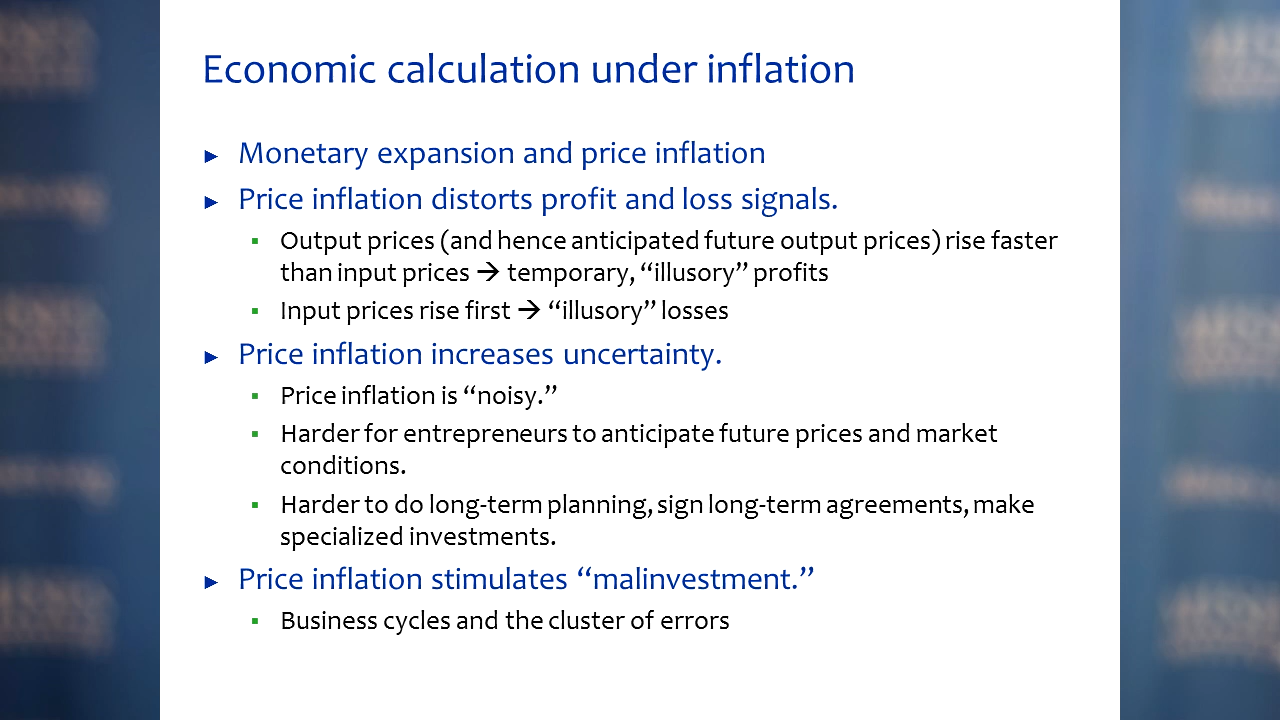 Economic calculation under inflation
► Monetary expansion and price inflation
► Price inflation distorts profit and loss signals.
▪ Output prices (and hence anticipated future output prices) rise faster
than input prices → temporary, “illusory” profits
▪ Input prices rise first → “illusory” losses
► Price inflation increases uncertainty.
▪ Price inflation is “noisy.”
▪ Harder for entrepreneurs to anticipate future prices and market
conditions.
▪ Harder to do long-term planning, sign long-term agreements, make
specialized investments.
► Price inflation stimulates “malinvestment.”
▪ Business cycles and the cluster of errors